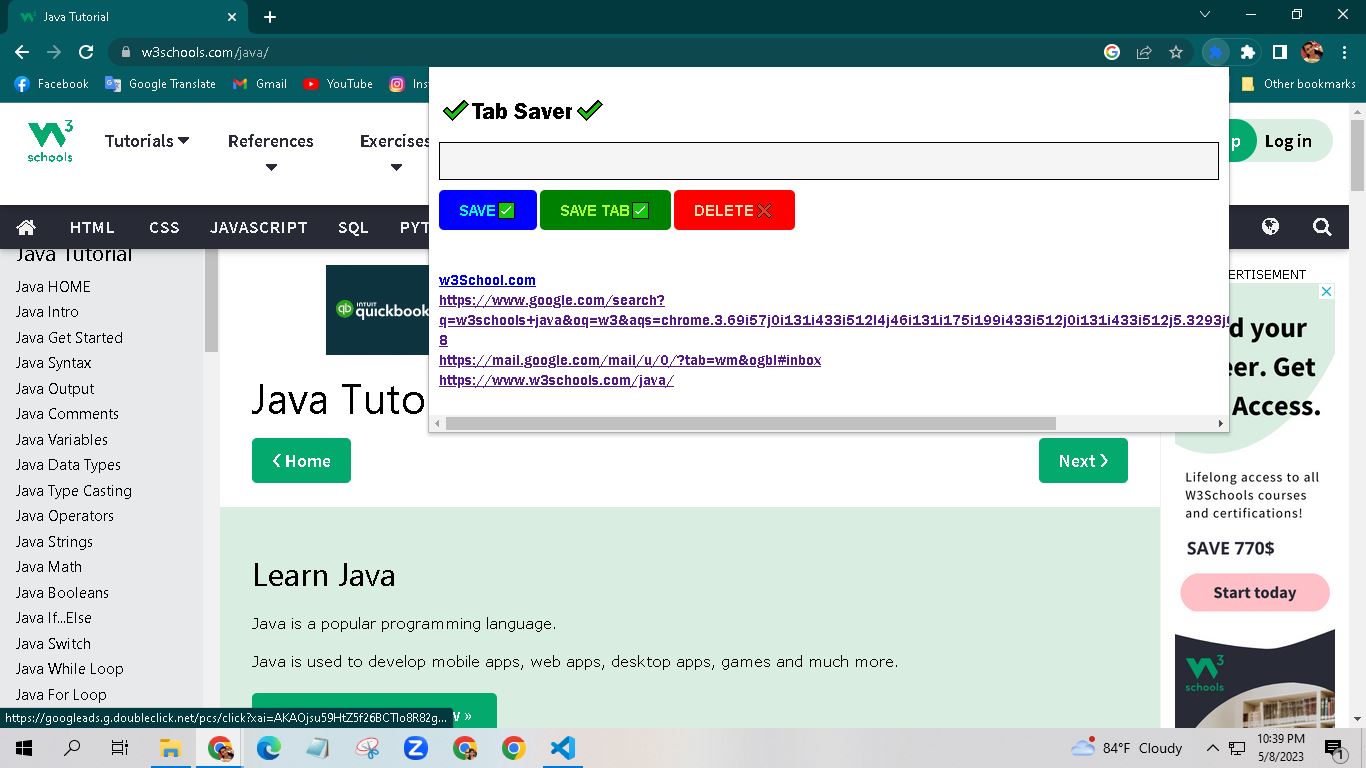 Java Tutorial
w3schools.com/java/
Facebook
Google Translate
Gmail
YouTube
Other bookmarks
Tab Saver
SAVE
SAVE TAB
DELETE
w3School.com
https://www.google.com/search?
q=w3schools+java&oq=w3&aqs=chrome.3.69i57j0i131i433i512l4j46i131i175i199i433i512j0i131i433i512j5.3293j
8
https://mail.google.com/mail/u/0/?tab=wm&ogbl#inbox
https://www.w3schools.com/java/
W3
schools
Tutorials
References
Exercises
Log in
HTML
CSS
JAVASCRIPT
SQL
PYT
Java Tutorial
Java HOME
Java Intro
Java Get Started
Java Syntax
Java Output
Java Comments
Java Variables
Java Data Types
Java Type Casting
Java Operators
Java Strings
Java Math
Java Booleans
Java If...Else
Java Switch
Java While Loop
Java For Loop
INTUIT
quickbook
Java Tuto
❮ Home
Next ❯
Learn Java
Java is a popular programming language.
Java is used to develop mobile apps, web apps, desktop apps, games and much more.
w »
ERTISEMENT
d your
eer. Get
Access.
Lifelong access to all
W3Schools courses
and certifications!
SAVE 770$
Start today
W3
schools
https://googleads.g.doubleclick.net/pcs/click?xai=AKAOjsu59HtZ5f26BCTlo8R82g...
84°F Cloudy
10:39 PM
5/8/2023
1